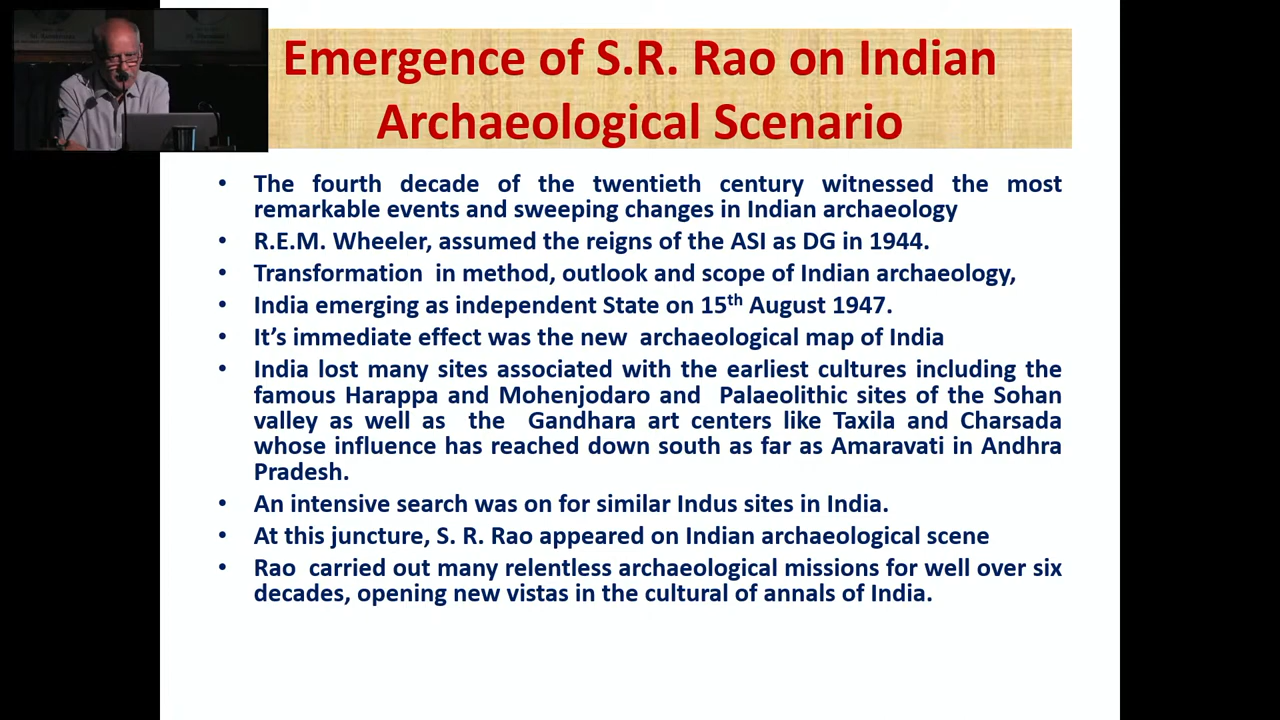 Emergence of S.R. Rao on Indian
Archaeological Scenario
• The fourth decade of the twentieth century witnessed the most
remarkable events and sweeping changes in Indian archaeology
• R.E.M. Wheeler, assumed the reigns of the ASI as DG in 1944.
• Transformation in method, outlook and scope of Indian archaeology,
• India emerging as independent State on 15th August 1947.
• It’s immediate effect was the new archaeological map of India
• India lost many sites associated with the earliest cultures including the
famous Harappa and Mohenjodaro and Palaeolithic sites of the Sohan
valley as well as the Gandhara art centers like Taxila and Charsada
whose influence has reached down south as far as Amaravati in Andhra
Pradesh.
• An intensive search was on for similar Indus sites in India.
• At this juncture, S. R. Rao appeared on Indian archaeological scene
• Rao carried out many relentless archaeological missions for well over six
decades, opening new vistas in the cultural of annals of India.